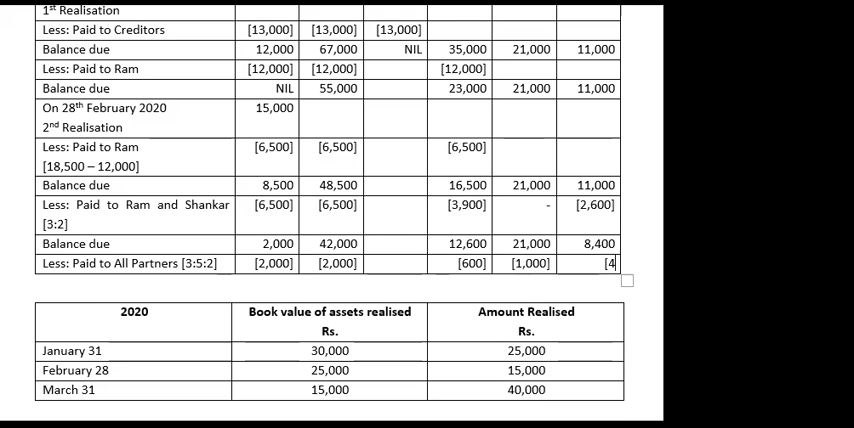 1st Realisation
Less: Paid to Creditors [13,000] [13,000] [13,000]
Balance due 12,000 67,000 NIL 35,000 21,000 11,000
Less: Paid to Ram [12,000] [12,000] [12,000]
Balance due NIL 55,000 23,000 21,000 11,000
On 28th February 2020 15,000
2nd Realisation
Less: Paid to Ram [6,500] [6,500] [6,500]
[18,500 – 12,000]
Balance due 8,500 48,500 16,500 21,000 11,000
Less: Paid to Ram and Shankar [6,500] [6,500] [3,900] - [2,600]
[3:2]
Balance due 2,000 42,000 12,600 21,000 8,400
Less: Paid to All Partners [3:5:2] [2,000] [2,000] [600] [1,000] [4
2020 Book value of assets realised Amount Realised
Rs. Rs.
January 31 30,000 25,000
February 28 25,000 15,000
March 31 15,000 40,000